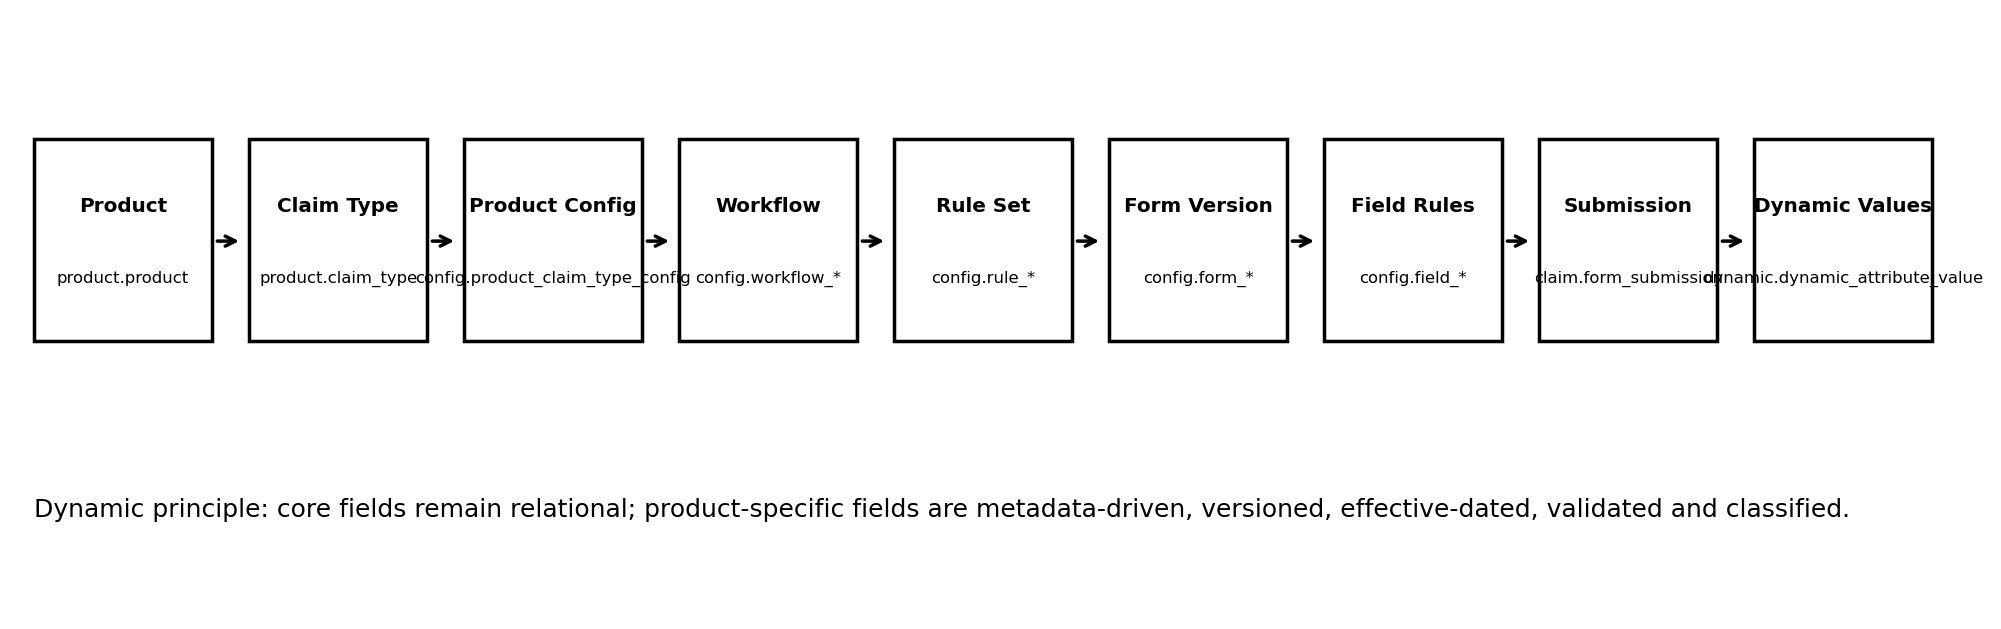 Product
Claim Type
Product Config
Workflow
Rule Set
Form Version
Field Rules
Submission
Dynamic Values
product.product
product.claim_type
config.product_claim_type_config
config.workflow_*
config.rule_*
config.form_*
config.field_*
claim.form_submission
dynamic.dynamic_attribute_value
Dynamic principle: core fields remain relational; product-specific fields are metadata-driven, versioned, effective-dated, validated and classified.